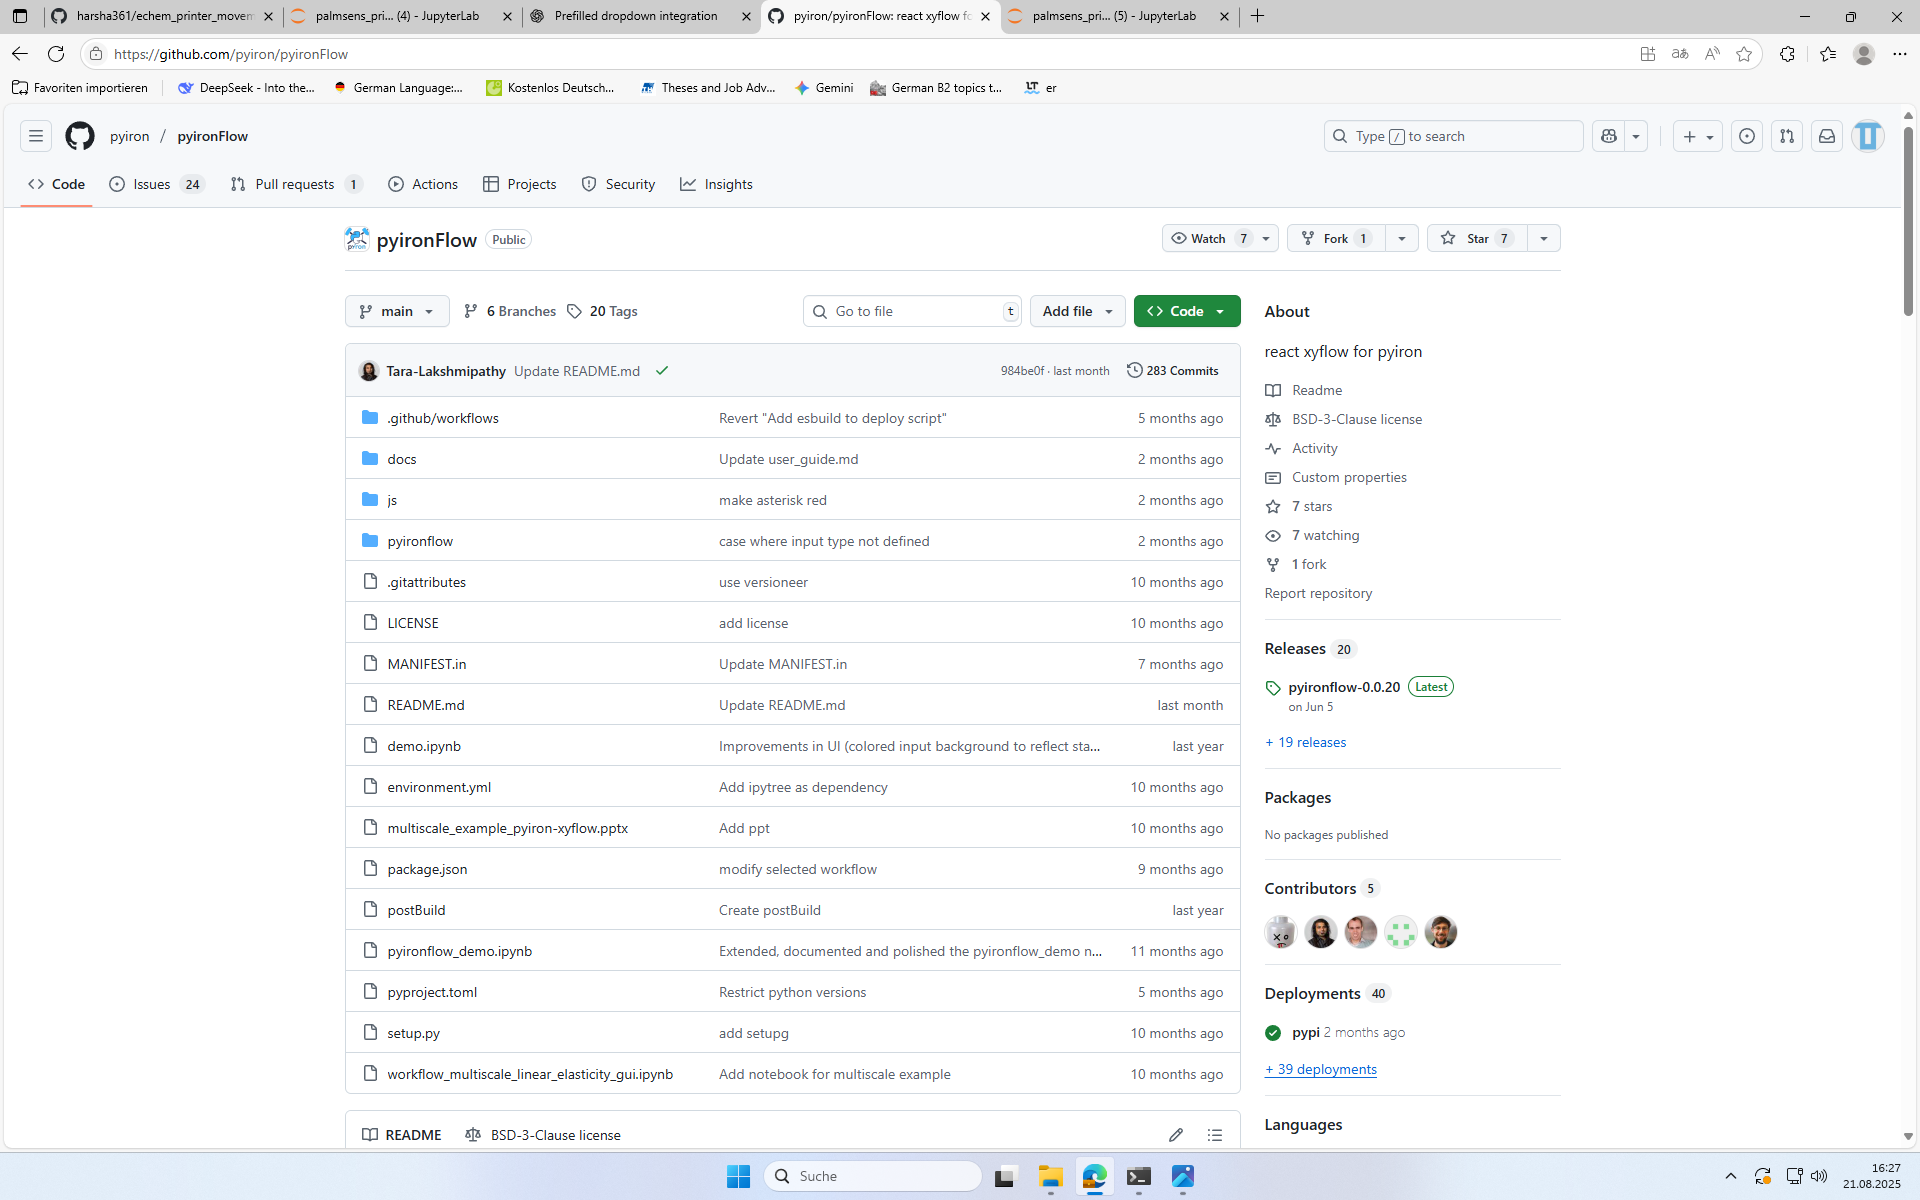 harsha361/echem_printer_movem
palmsens_pri... (4) - JupyterLab
Prefilled dropdown integration
pyiron/pyironFlow: react xyflow fo
palmsens_pri... (5) - JupyterLab
https://github.com/pyiron/pyironFlow
Favoriten importieren
DeepSeek - Into the...
German Language:...
Kostenlos Deutsch...
Theses and Job Adv...
Gemini
German B2 topics t...
er
pyiron / pyironFlow
Type / to search
Code
Issues 24
Pull requests 1
Actions
Projects
Security
Insights
pyironFlow Public
Watch 7
Fork 1
Star 7
main
6 Branches
20 Tags
Go to file t
Add file
Code
Tara-Lakshmipathy Update README.md
984be0f · last month
283 Commits
.github/workflows Revert "Add esbuild to deploy script" 5 months ago
docs Update user_guide.md 2 months ago
js make asterisk red 2 months ago
pyironflow case where input type not defined 2 months ago
.gitattributes use versioneer 10 months ago
LICENSE add license 10 months ago
MANIFEST.in Update MANIFEST.in 7 months ago
README.md Update README.md last month
demo.ipynb Improvements in UI (colored input background to reflect sta... last year
environment.yml Add ipytree as dependency 10 months ago
multiscale_example_pyiron-xyflow.pptx Add ppt 10 months ago
package.json modify selected workflow 9 months ago
postBuild Create postBuild last year
pyironflow_demo.ipynb Extended, documented and polished the pyironflow_demo n... 11 months ago
pyproject.toml Restrict python versions 5 months ago
setup.py add setupg 10 months ago
workflow_multiscale_linear_elasticity_gui.ipynb Add notebook for multiscale example 10 months ago
README
BSD-3-Clause license
About
react xyflow for pyiron
Readme
BSD-3-Clause license
Activity
Custom properties
7 stars
7 watching
1 fork
Report repository
Releases 20
pyironflow-0.0.20 Latest
on Jun 5
+ 19 releases
Packages
No packages published
Contributors 5
Deployments 40
pypi 2 months ago
+ 39 deployments
Languages
Suche
16:27
21.08.2025